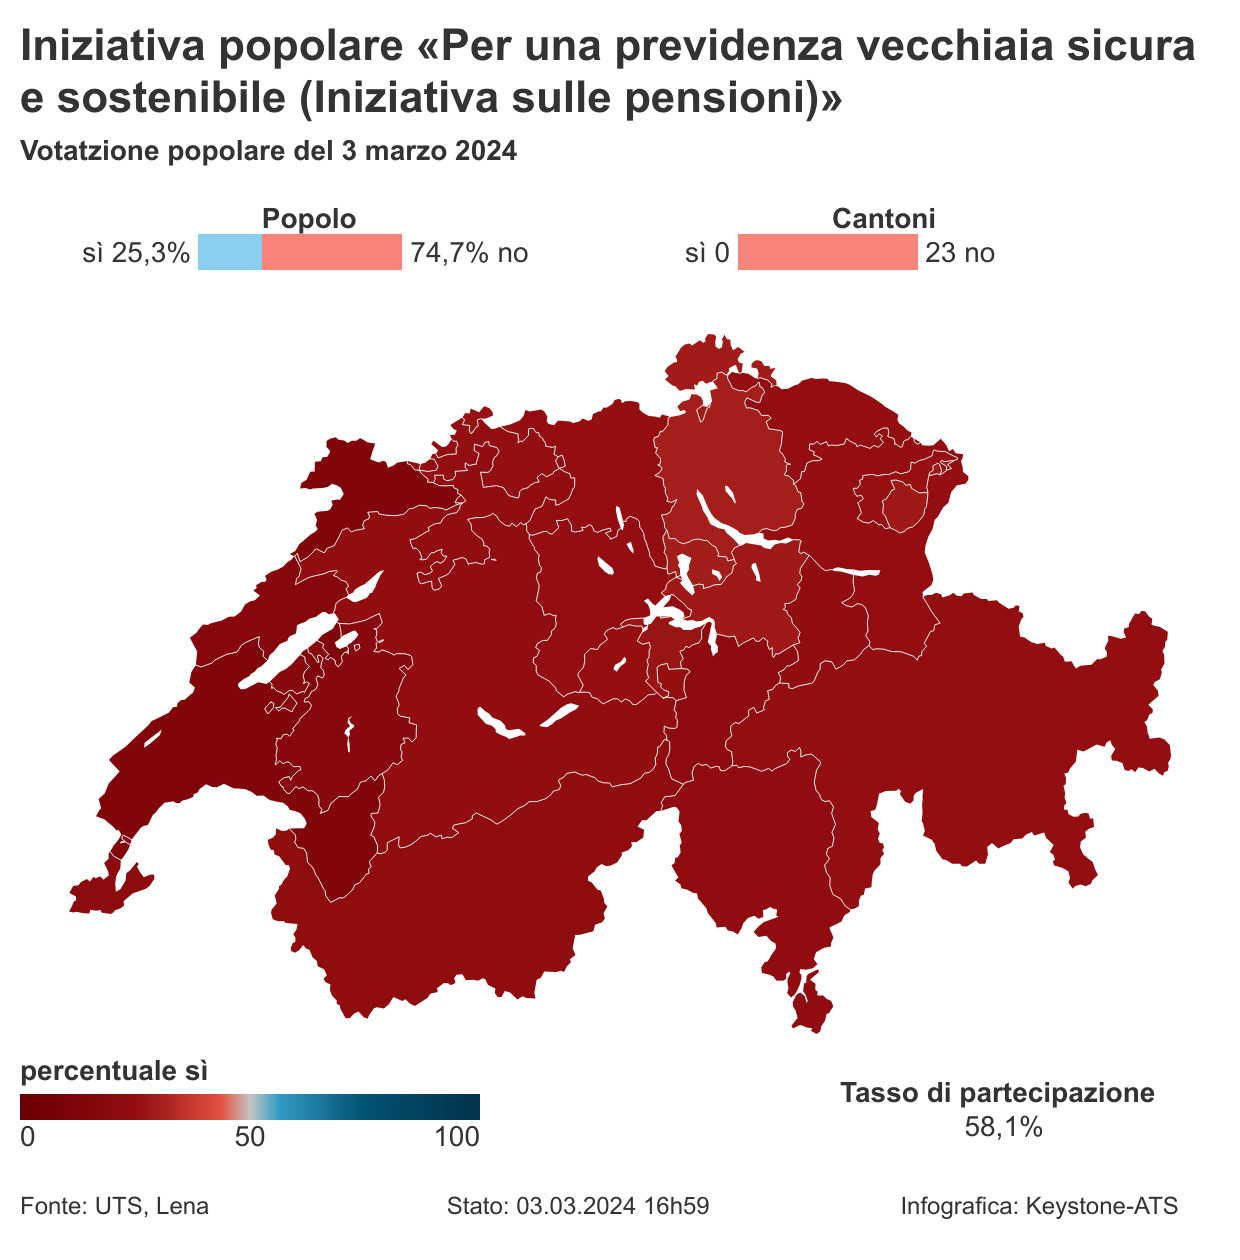 Iniziativa popolare «Per una previdenza vecchiaia sicura
e sostenibile (Iniziativa sulle pensioni)»
Votatzione popolare del 3 marzo 2024
Popolo
sì 25,3% 74,7% no
Cantoni
sì 0 23 no
percentuale sì
0 50 100
Tasso di partecipazione
58,1%
Fonte: UTS, Lena Stato: 03.03.2024 16h59 Infografica: Keystone-ATS